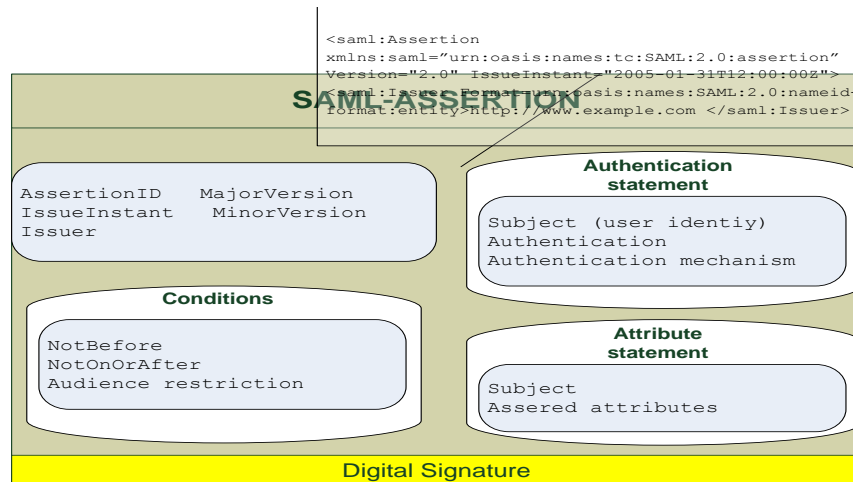 <saml:Assertion
xmlns:saml=”urn:oasis:names:tc:SAML:2.0:assertion”
Version="2.0" IssueInstant="2005-01-31T12:00:00Z">
<saml:Issuer Format=urn:oasis:names:SAML:2.0:nameid-
format:entity>http://www.example.com </saml:Issuer>
SAML-ASSERTION
AssertionID MajorVersion
IssueInstant MinorVersion
Issuer
Authentication
statement
Subject (user identiy)
Authentication
Authentication mechanism
Conditions
NotBefore
NotOnOrAfter
Audience restriction
Attribute
statement
Subject
Assered attributes
Digital Signature